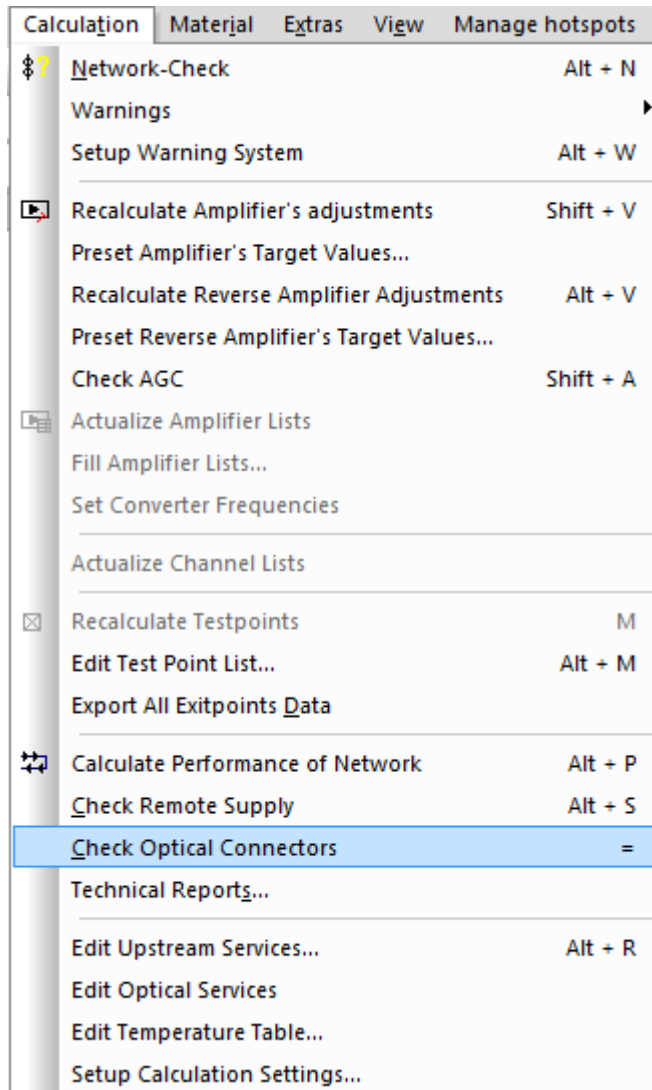 Calculation Material Extras View Manage hotspots
Network-Check Alt + N
Warnings
Setup Warning System Alt + W
Recalculate Amplifier's adjustments Shift + V
Preset Amplifier's Target Values...
Recalculate Reverse Amplifier Adjustments Alt + V
Preset Reverse Amplifier's Target Values...
Check AGC Shift + A
Actualize Amplifier Lists
Fill Amplifier Lists...
Set Converter Frequencies
Actualize Channel Lists
Recalculate Testpoints M
Edit Test Point List... Alt + M
Export All Exitpoints Data
Calculate Performance of Network Alt + P
Check Remote Supply Alt + S
Check Optical Connectors =
Technical Reports...
Edit Upstream Services... Alt + R
Edit Optical Services
Edit Temperature Table...
Setup Calculation Settings...